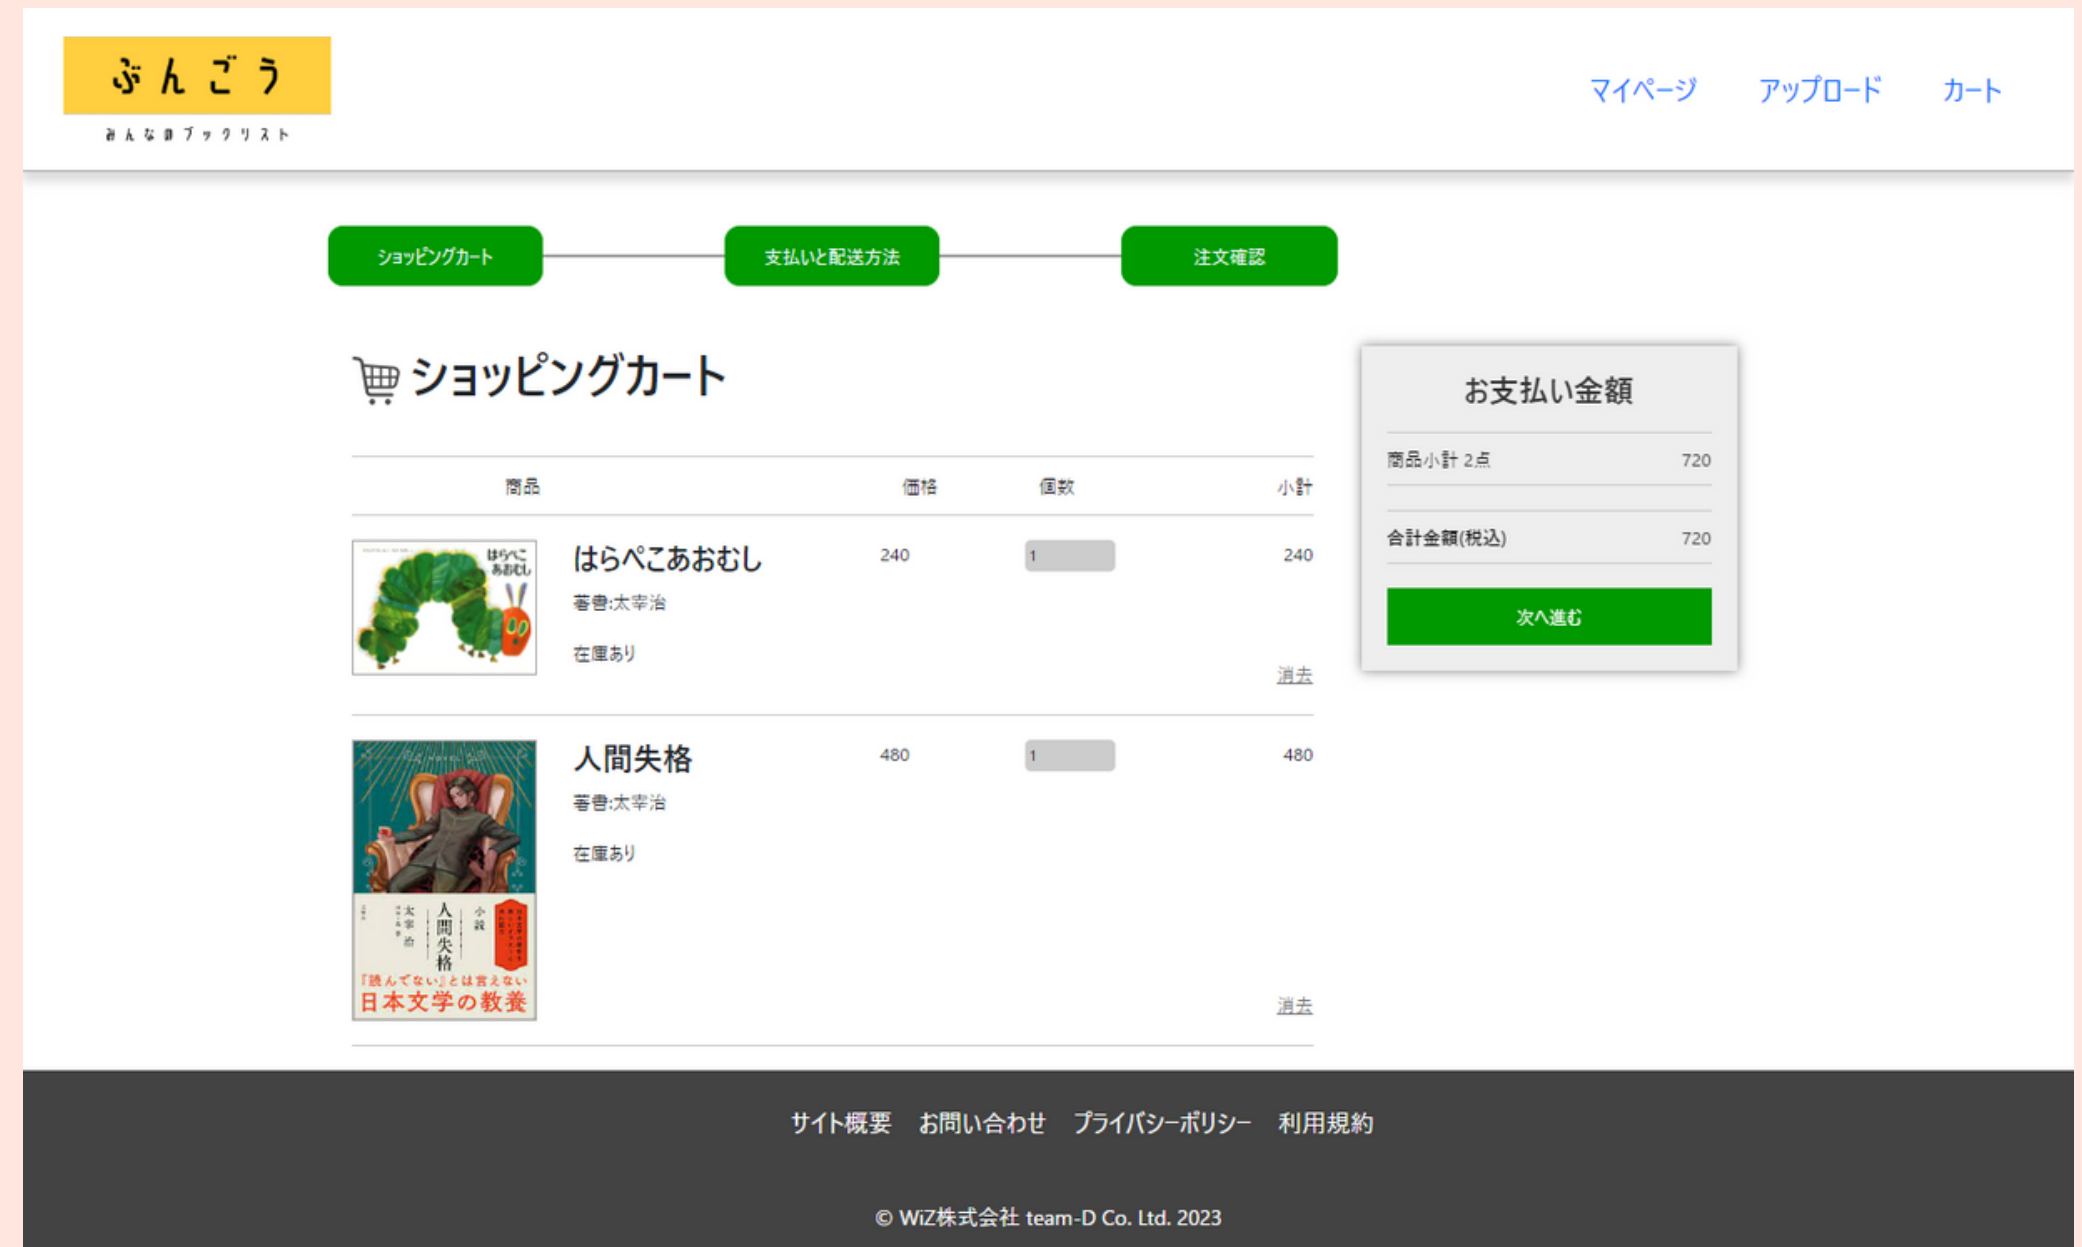 ぶんごう
みんなのブックリスト
マイページ アップロード カート
ショッピングカート 支払いと配送方法 注文確認
ショッピングカート
商品 価格 個数 小計
はらぺこ
あおむし
はらぺこあおむし 240 1 240
著書:太宰治
在庫あり
消去
人間失格 480 1 480
著書:太宰治
在庫あり
小説
人間失格
太宰治
『読んでない』とは言えない
日本文学の教養
消去
お支払い金額
商品小計 2点 720
合計金額(税込) 720
次へ進む
サイト概要 お問い合わせ プライバシーポリシー 利用規約
© WiZ株式会社 team-D Co. Ltd. 2023